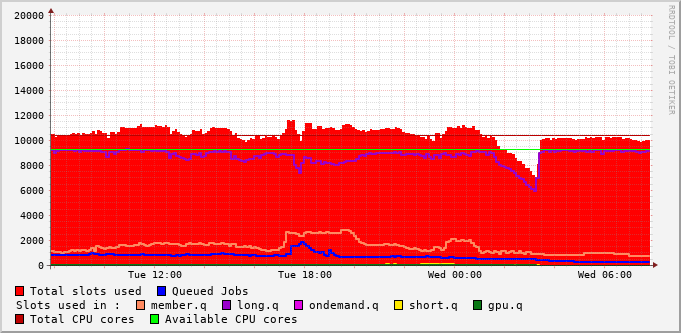 20000
18000
16000
14000
12000
10000
8000
6000
4000
2000
0
Tue 12:00 Tue 18:00 Wed 00:00 Wed 06:00
Total slots used Queued Jobs
Slots used in : member.q long.q ondemand.q short.q gpu.q
Total CPU cores Available CPU cores
RRDTOOL / TOBI OETIKER